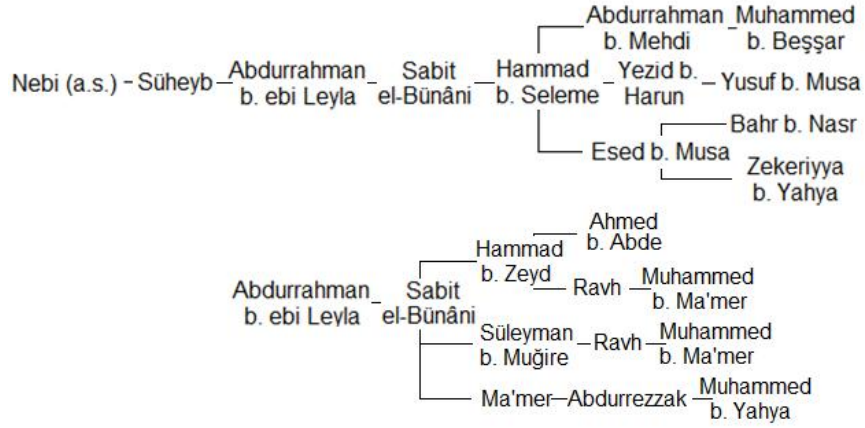 Abdurrahman Muhammed
b. Mehdi b. Beşşar
Nebi (a.s.) Süheyb Abdurrahman Sabit Hammad Yezid b. Yusuf b. Musa
b. ebi Leyla el-Bünâni b. Seleme Harun
Bahr b. Nasr
Esed b. Musa
Zekeriyya
b. Yahya
Ahmed
b. Abde
Hammad
b. Zeyd
Ravh Muhammed
b. Ma'mer
Abdurrahman Sabit
b. ebi Leyla el-Bünâni
Süleyman Ravh Muhammed
b. Muğire b. Ma'mer
Ma'mer Abdurrezzak Muhammed
b. Yahya